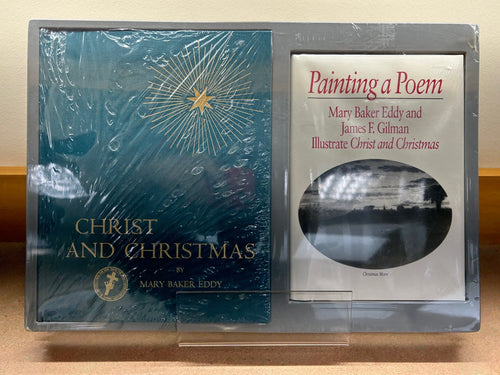 CHRIST
AND CHRISTMAS
BY
MARY BAKER EDDY
Painting a Poem
Mary Baker Eddy and
James F. Gilman
Illustrate Christ and Christmas
Christmas Morn